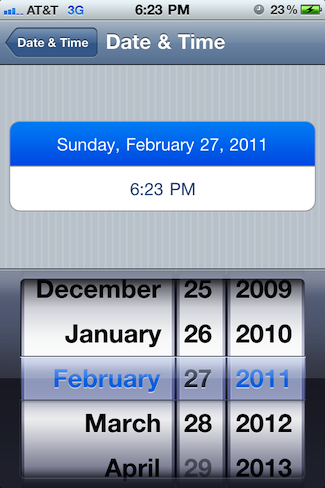 AT&T 3G 6:23 PM 23%
Date & Time Date & Time
Sunday, February 27, 2011
6:23 PM
December 25 2009
January 26 2010
February 27 2011
March 28 2012
April 29 2013